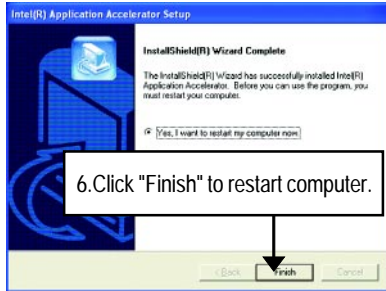 Intel(R) Application Accelerator Setup
InstallShield(R) Wizard Complete
The InstallShield(R) Wizard has successfully installed Intel(R)
Application Accelerator. Before you can use the program, you
must restart your computer.
Yes, I want to restart my computer now.
6.Click "Finish" to restart computer.
< Back
Finish
Cancel